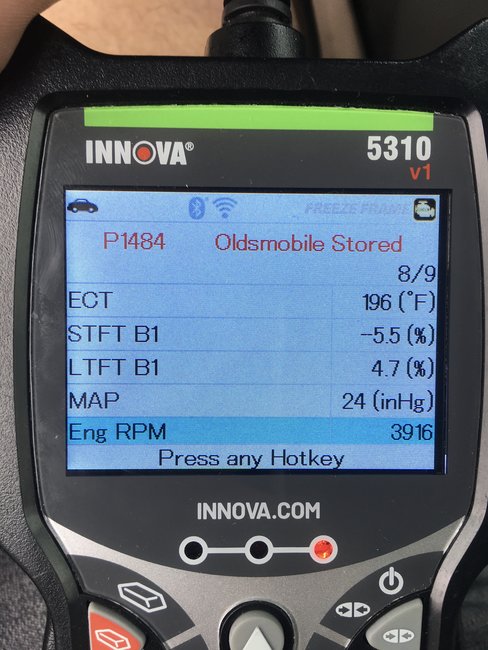 INNOVA®
5310
v1
FREEZE FRAME
P1484 Oldsmobile Stored
8/9
ECT 196 (°F)
STFT B1 -5.5 (%)
LTFT B1 4.7 (%)
MAP 24 (inHg)
Eng RPM 3916
Press any Hotkey
INNOVA.COM